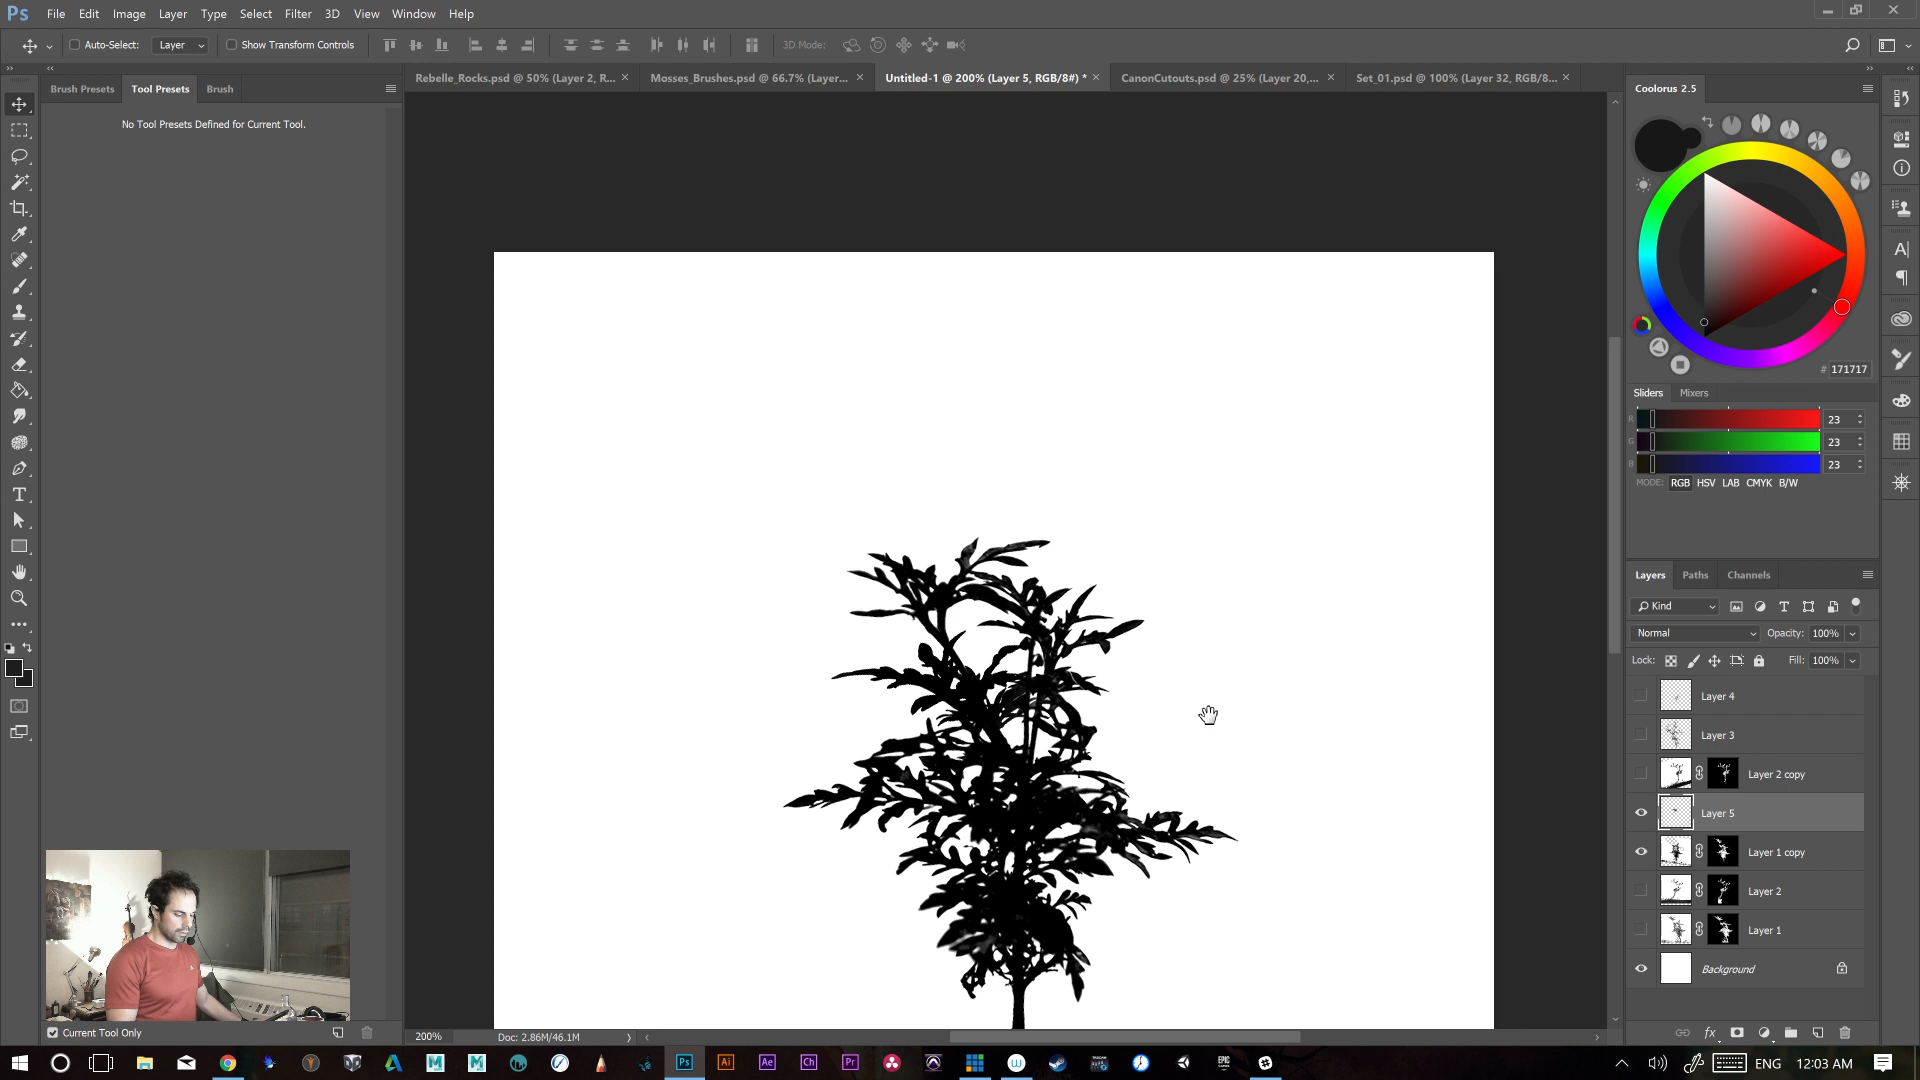 Ps File Edit Image Layer Type Select Filter 3D View Window Help
Auto-Select: Layer Show Transform Controls 3D Mode:
Rebelle_Rocks.psd @ 50% (Layer 2, R... × Mosses_Brushes.psd @ 66.7% (Layer... × Untitled-1 @ 200% (Layer 5, RGB/8#) * × CanonCutouts.psd @ 25% (Layer 20,... × Set_01.psd @ 100% (Layer 32, RGB/8... ×
Brush Presets Tool Presets Brush
No Tool Presets Defined for Current Tool.
Coolorus 2.5
# 171717
Sliders Mixers
R 23
G 23
B 23
MODE: RGB HSV LAB CMYK B/W
Layers Paths Channels
Kind
Normal Opacity: 100%
Lock: Fill: 100%
Layer 4
Layer 3
Layer 2 copy
Layer 5
Layer 1 copy
Layer 2
Layer 1
Background
fx
Current Tool Only
200% Doc: 2.86M/46.1M
Ps Ai Ae Ch Pr
ENG 12:03 AM